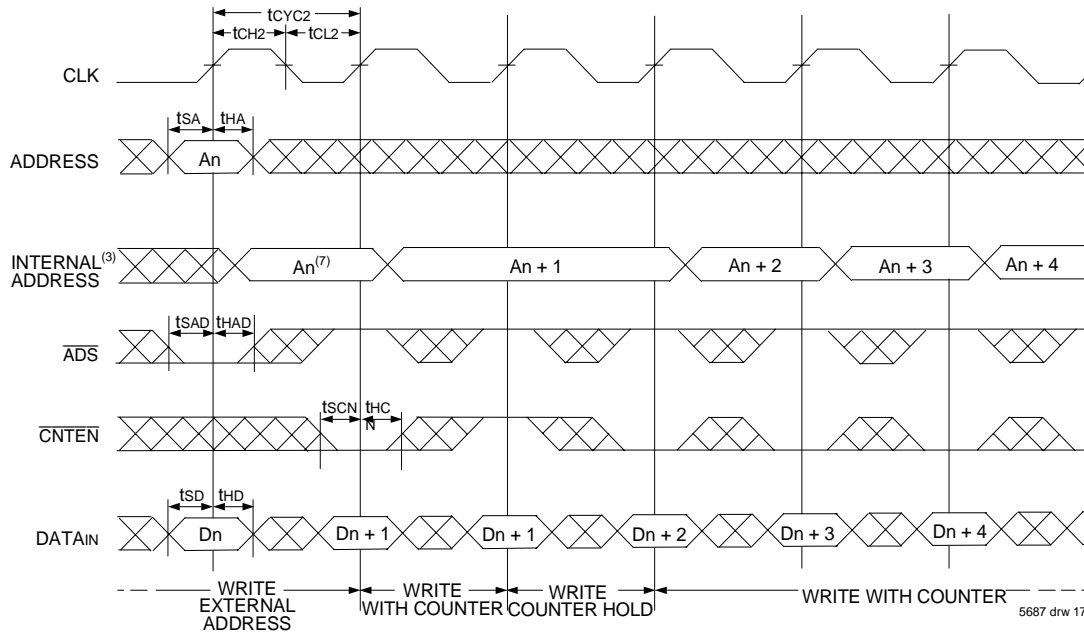 tCYC2
tCH2 tCL2
CLK
tSA tHA
ADDRESS An
INTERNAL(3)
ADDRESS
An(7) An + 1 An + 2 An + 3 An + 4
tSAD tHAD
ADS
tSCN tHC
N
CNTEN
tSD tHD
DATAIN Dn Dn + 1 Dn + 1 Dn + 2 Dn + 3 Dn + 4
WRITE
EXTERNAL
ADDRESS
WRITE
WITH COUNTER
WRITE
COUNTER HOLD
WRITE WITH COUNTER
5687 drw 17